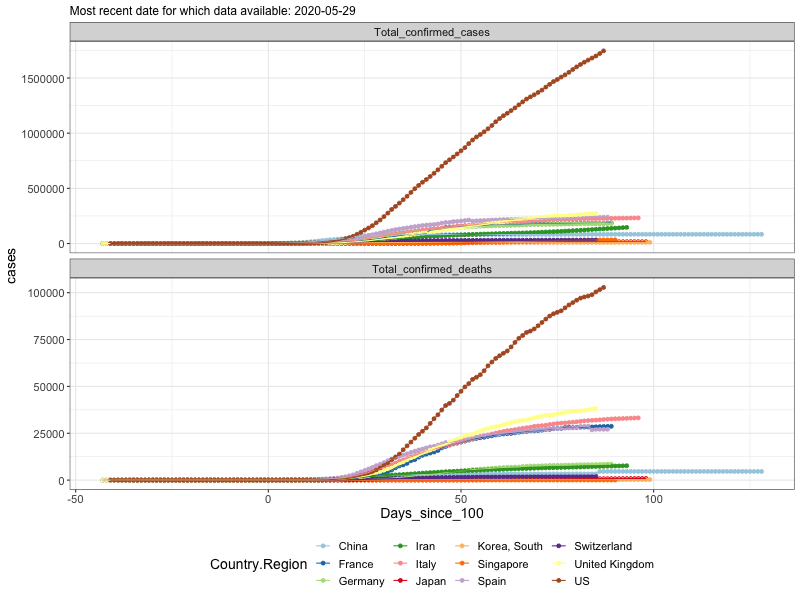 Most recent date for which data available: 2020-05-29
Total_confirmed_cases
1500000
1000000
500000
0
cases
Total_confirmed_deaths
100000
75000
50000
25000
0
-50 0 50 100
Days_since_100
Country.Region
China Iran Korea, South Switzerland
France Italy Singapore United Kingdom
Germany Japan Spain US